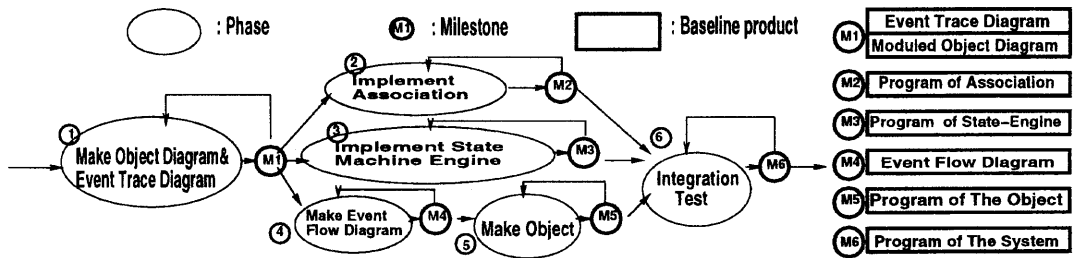 : Phase
M1 : Milestone
: Baseline product
1
Make Object Diagram&
Event Trace Diagram
M1
2
Implement
Association
M2
3
Implement State
Machine Engine
M3
4
Make Event
Flow Diagram
M4
5
Make Object
M5
6
Integration
Test
M6
M1
Event Trace Diagram
Moduled Object Diagram
M2 Program of Association
M3 Program of State-Engine
M4 Event Flow Diagram
M5 Program of The Object
M6 Program of The System